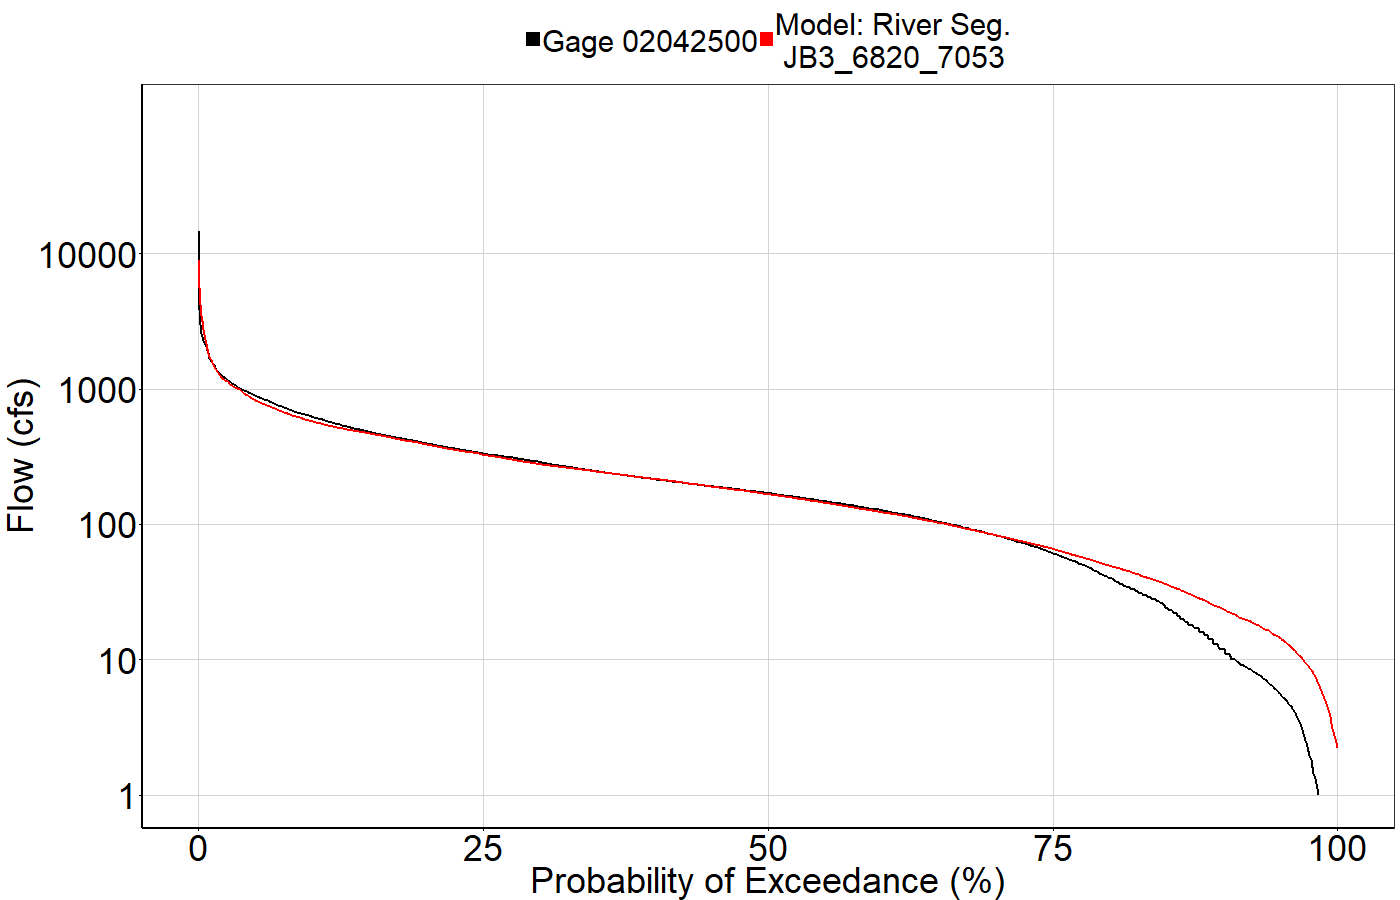 Gage 02042500
Model: River Seg.
JB3_6820_7053
Flow (cfs)
10000
1000
100
10
1
0 25 50 75 100
Probability of Exceedance (%)